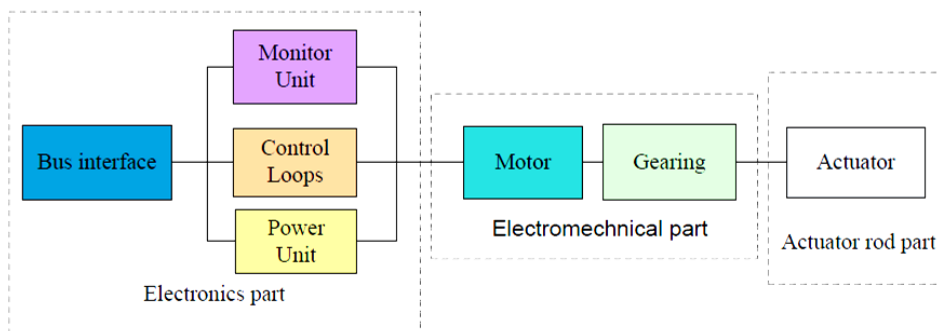 Monitor
Unit
Bus interface
Control
Loops
Power
Unit
Electronics part
Motor
Gearing
Electromechnical part
Actuator
Actuator rod part